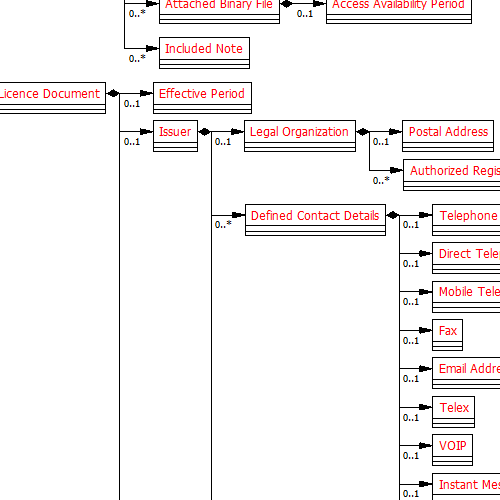 Attached Binary File
Access Availability Period
0..*
0..1
Included Note
0..*
Licence Document
Effective Period
0..1
Issuer
Legal Organization
Postal Address
0..1
0..1
0..1
Authorized Regis
0..*
Defined Contact Details
Telephone
0..*
0..1
Direct Tele
0..1
Mobile Tele
0..1
Fax
0..1
Email Addre
0..1
Telex
0..1
VOIP
0..1
Instant Mes
0..1